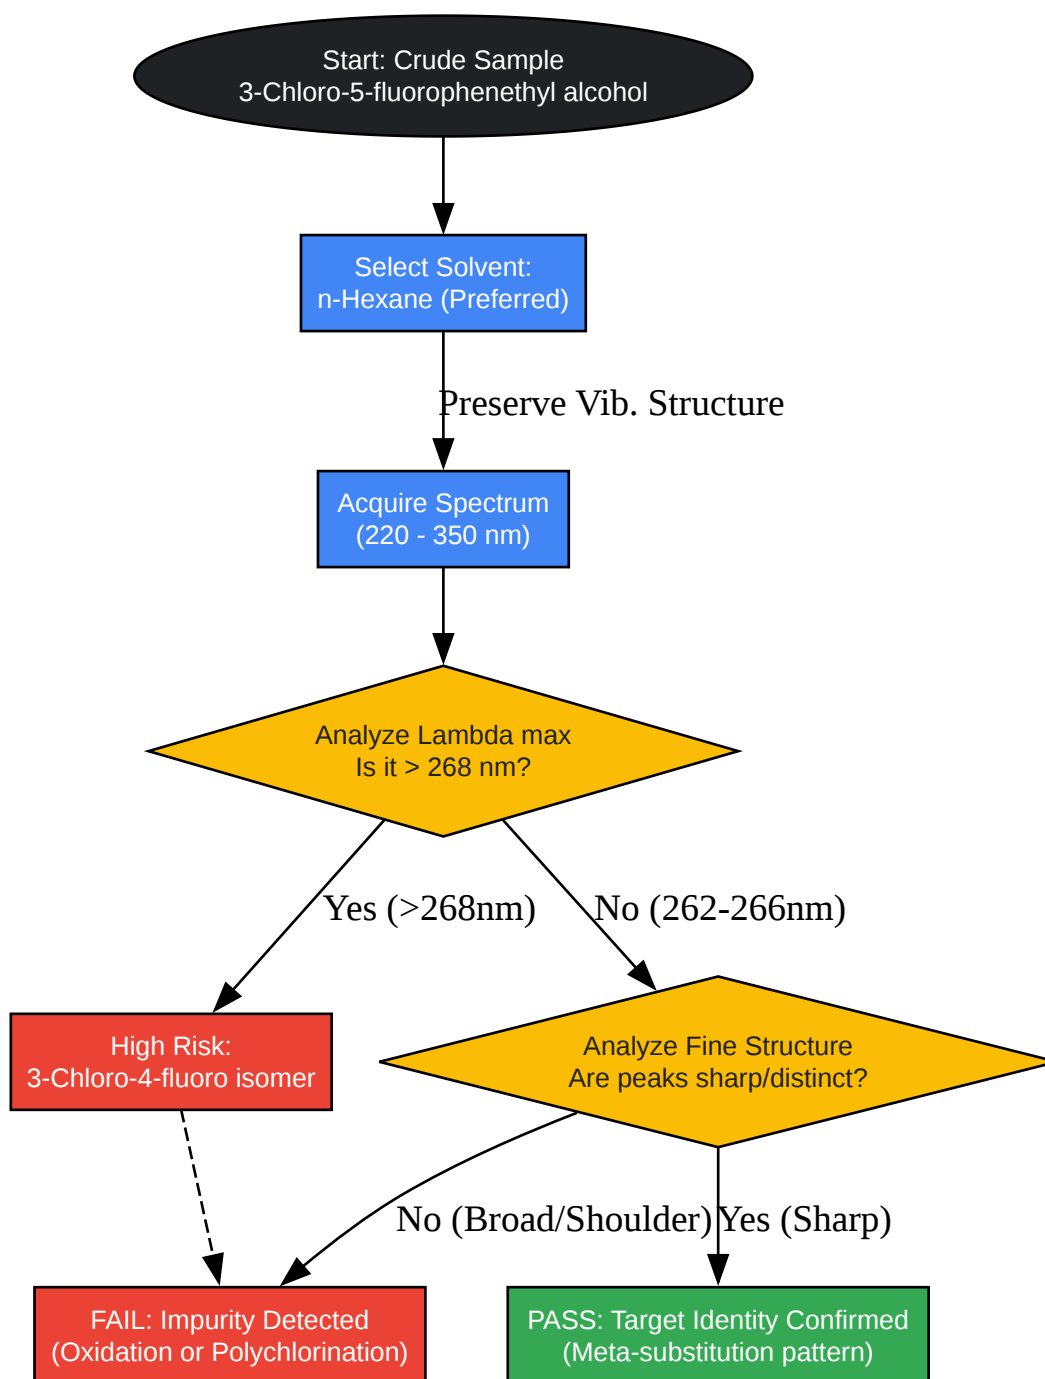 Start: Crude Sample
3-Chloro-5-fluorophenethyl alcohol
Select Solvent:
n-Hexane (Preferred)
Preserve Vib. Structure
Acquire Spectrum
(220 - 350 nm)
Analyze Lambda max
Is it > 268 nm?
Yes (>268nm)
No (262-266nm)
High Risk:
3-Chloro-4-fluoro isomer
Analyze Fine Structure
Are peaks sharp/distinct?
No (Broad/Shoulder)
Yes (Sharp)
FAIL: Impurity Detected
(Oxidation or Polychlorination)
PASS: Target Identity Confirmed
(Meta-substitution pattern)